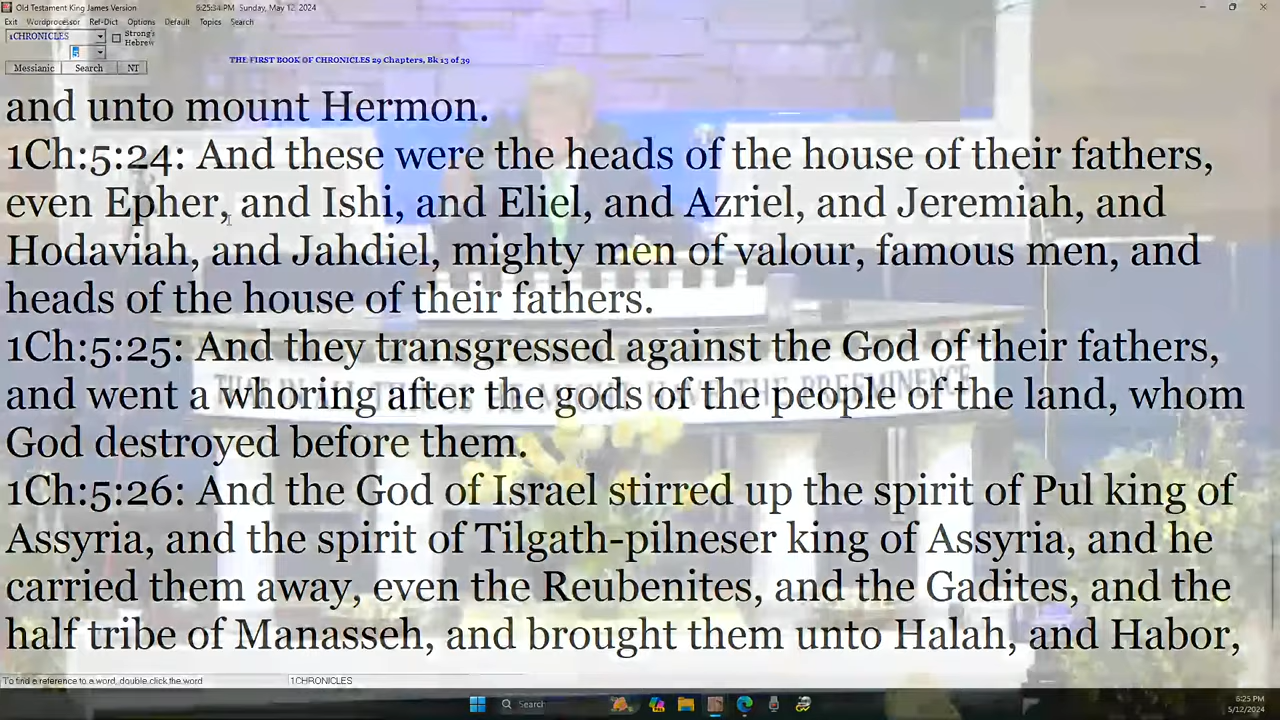 Old Testament King James Version 6:25:34 PM Sunday, May 12, 2024
Exit Wordprocessor Ref-Dict Options Default Topics Search
1CHRONICLES Strong's Hebrew
5
Messianic Search NT
THE FIRST BOOK OF CHRONICLES 29 Chapters, Bk 13 of 39
and unto mount Hermon.
1Ch:5:24: And these were the heads of the house of their fathers,
even Epher, and Ishi, and Eliel, and Azriel, and Jeremiah, and
Hodaviah, and Jahdiel, mighty men of valour, famous men, and
heads of the house of their fathers.
1Ch:5:25: And they transgressed against the God of their fathers,
and went a whoring after the gods of the people of the land, whom
God destroyed before them.
1Ch:5:26: And the God of Israel stirred up the spirit of Pul king of
Assyria, and the spirit of Tilgath-pilneser king of Assyria, and he
carried them away, even the Reubenites, and the Gadites, and the
half tribe of Manasseh, and brought them unto Halah, and Habor,
THE PREEMINENCE
To find a reference to a word, double click the word 1CHRONICLES
Search
6:25 PM
5/12/2024